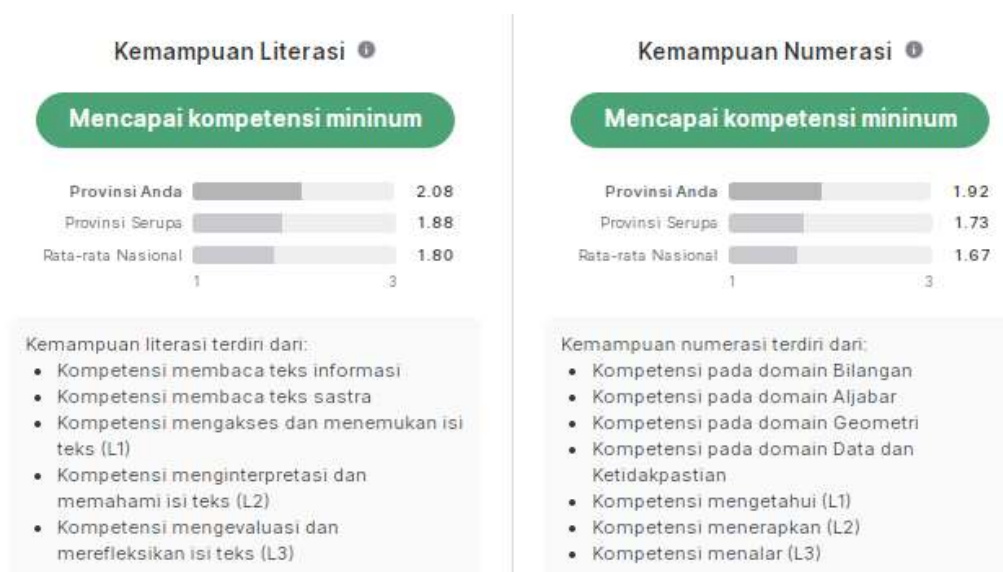 Kemampuan Literasi
Mencapai kompetensi mininum
Provinsi Anda 2.08
Provinsi Serupa 1.88
Rata-rata Nasional 1.80
1 3
Kemampuan literasi terdiri dari:
• Kompetensi membaca teks informasi
• Kompetensi membaca teks sastra
• Kompetensi mengakses dan menemukan isi
teks (L1)
• Kompetensi menginterpretasi dan
memahami isi teks (L2)
• Kompetensi mengevaluasi dan
merefleksikan isi teks (L3)
Kemampuan Numerasi
Mencapai kompetensi mininum
Provinsi Anda 1.92
Provinsi Serupa 1.73
Rata-rata Nasional 1.67
1 3
Kemampuan numerasi terdiri dari:
• Kompetensi pada domain Bilangan
• Kompetensi pada domain Aljabar
• Kompetensi pada domain Geometri
• Kompetensi pada domain Data dan
Ketidakpastian
• Kompetensi mengetahui (L1)
• Kompetensi menerapkan (L2)
• Kompetensi menalar (L3)